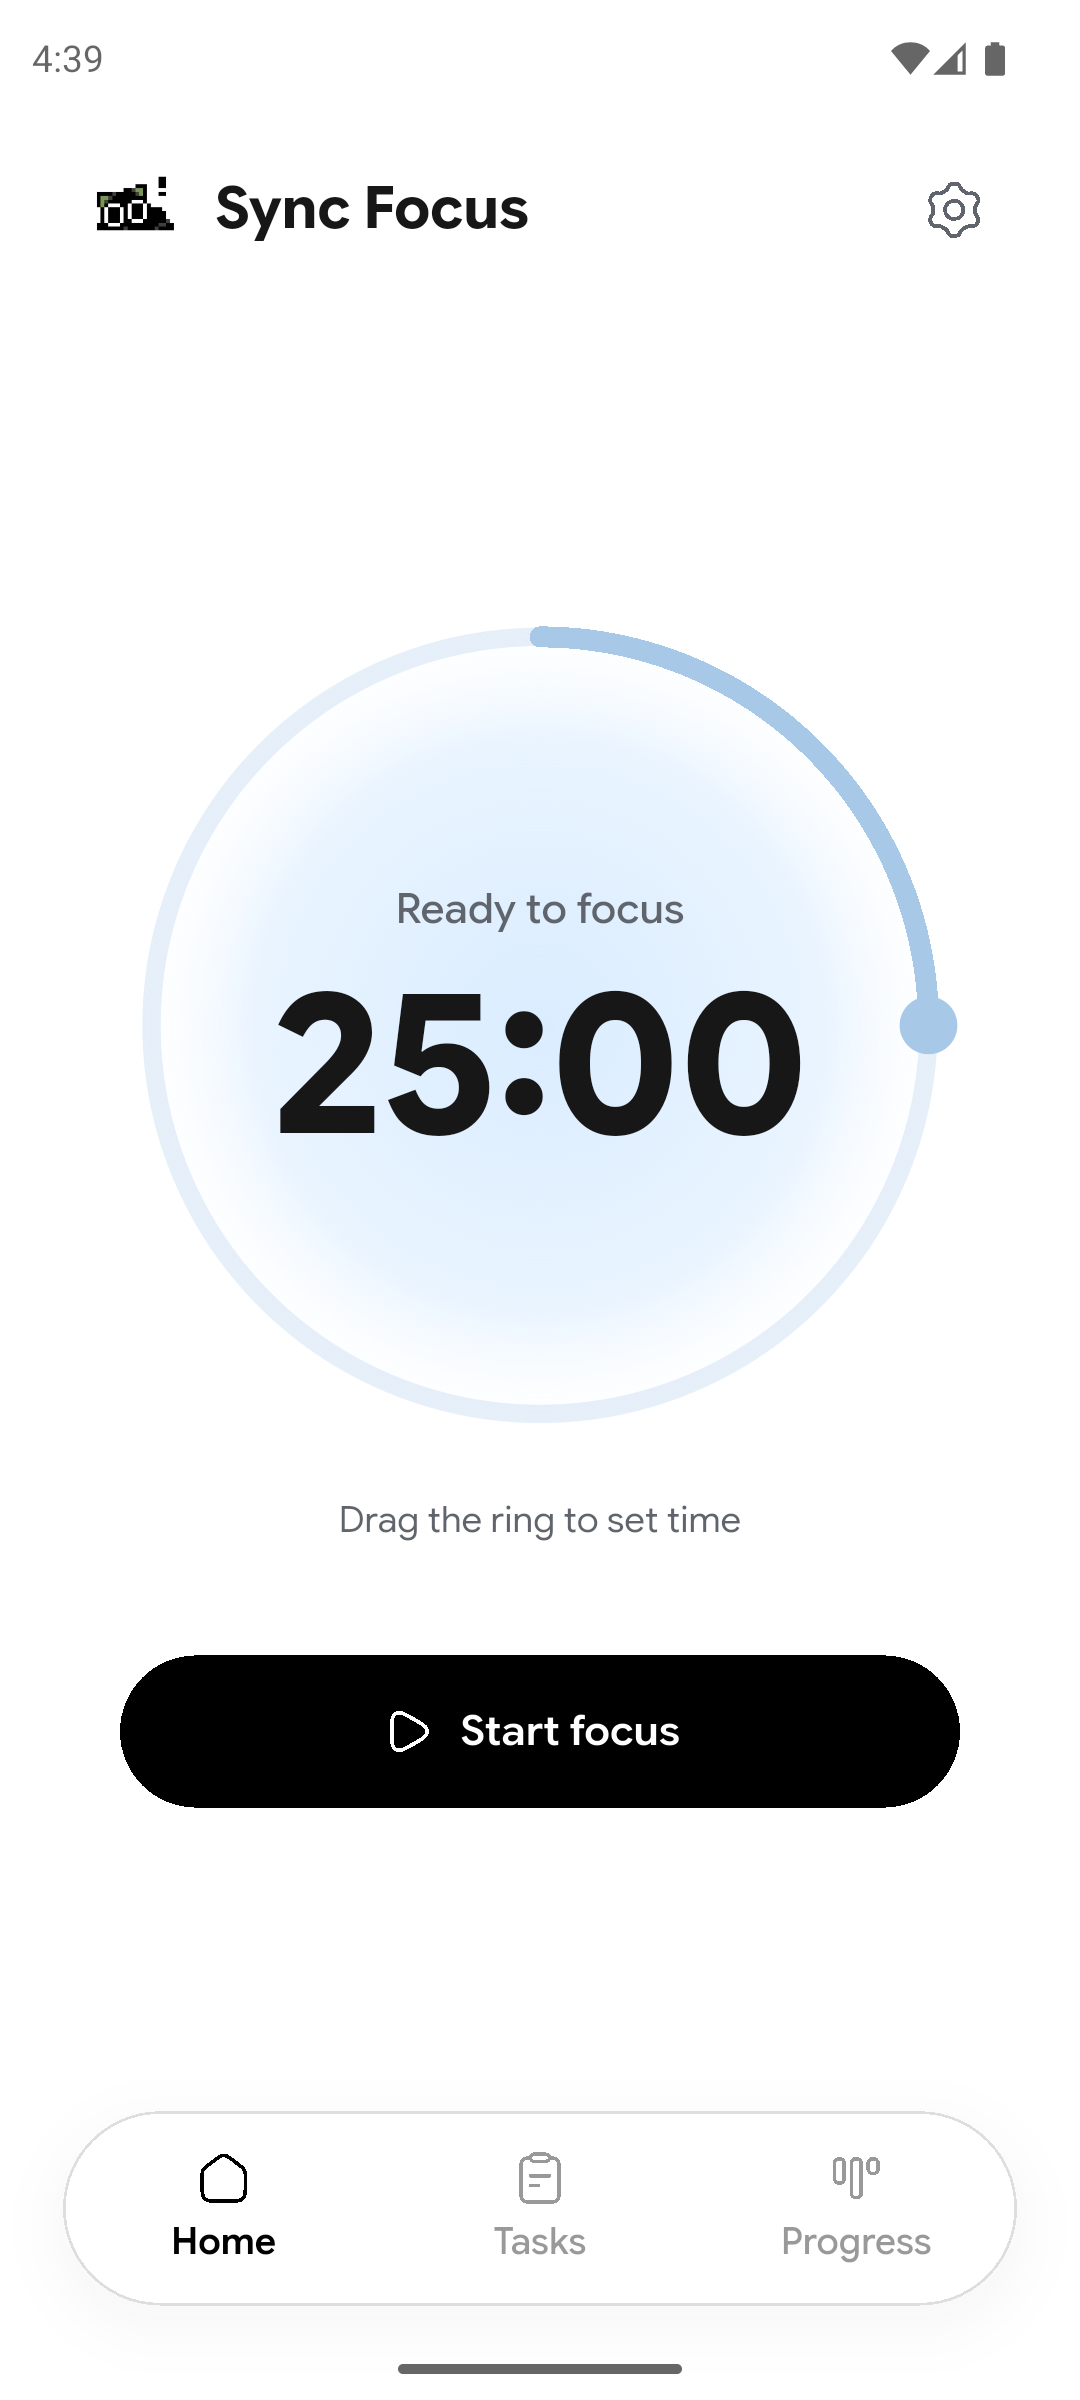 4:39
Sync Focus
Ready to focus
25:00
Drag the ring to set time
Start focus
Home
Tasks
Progress